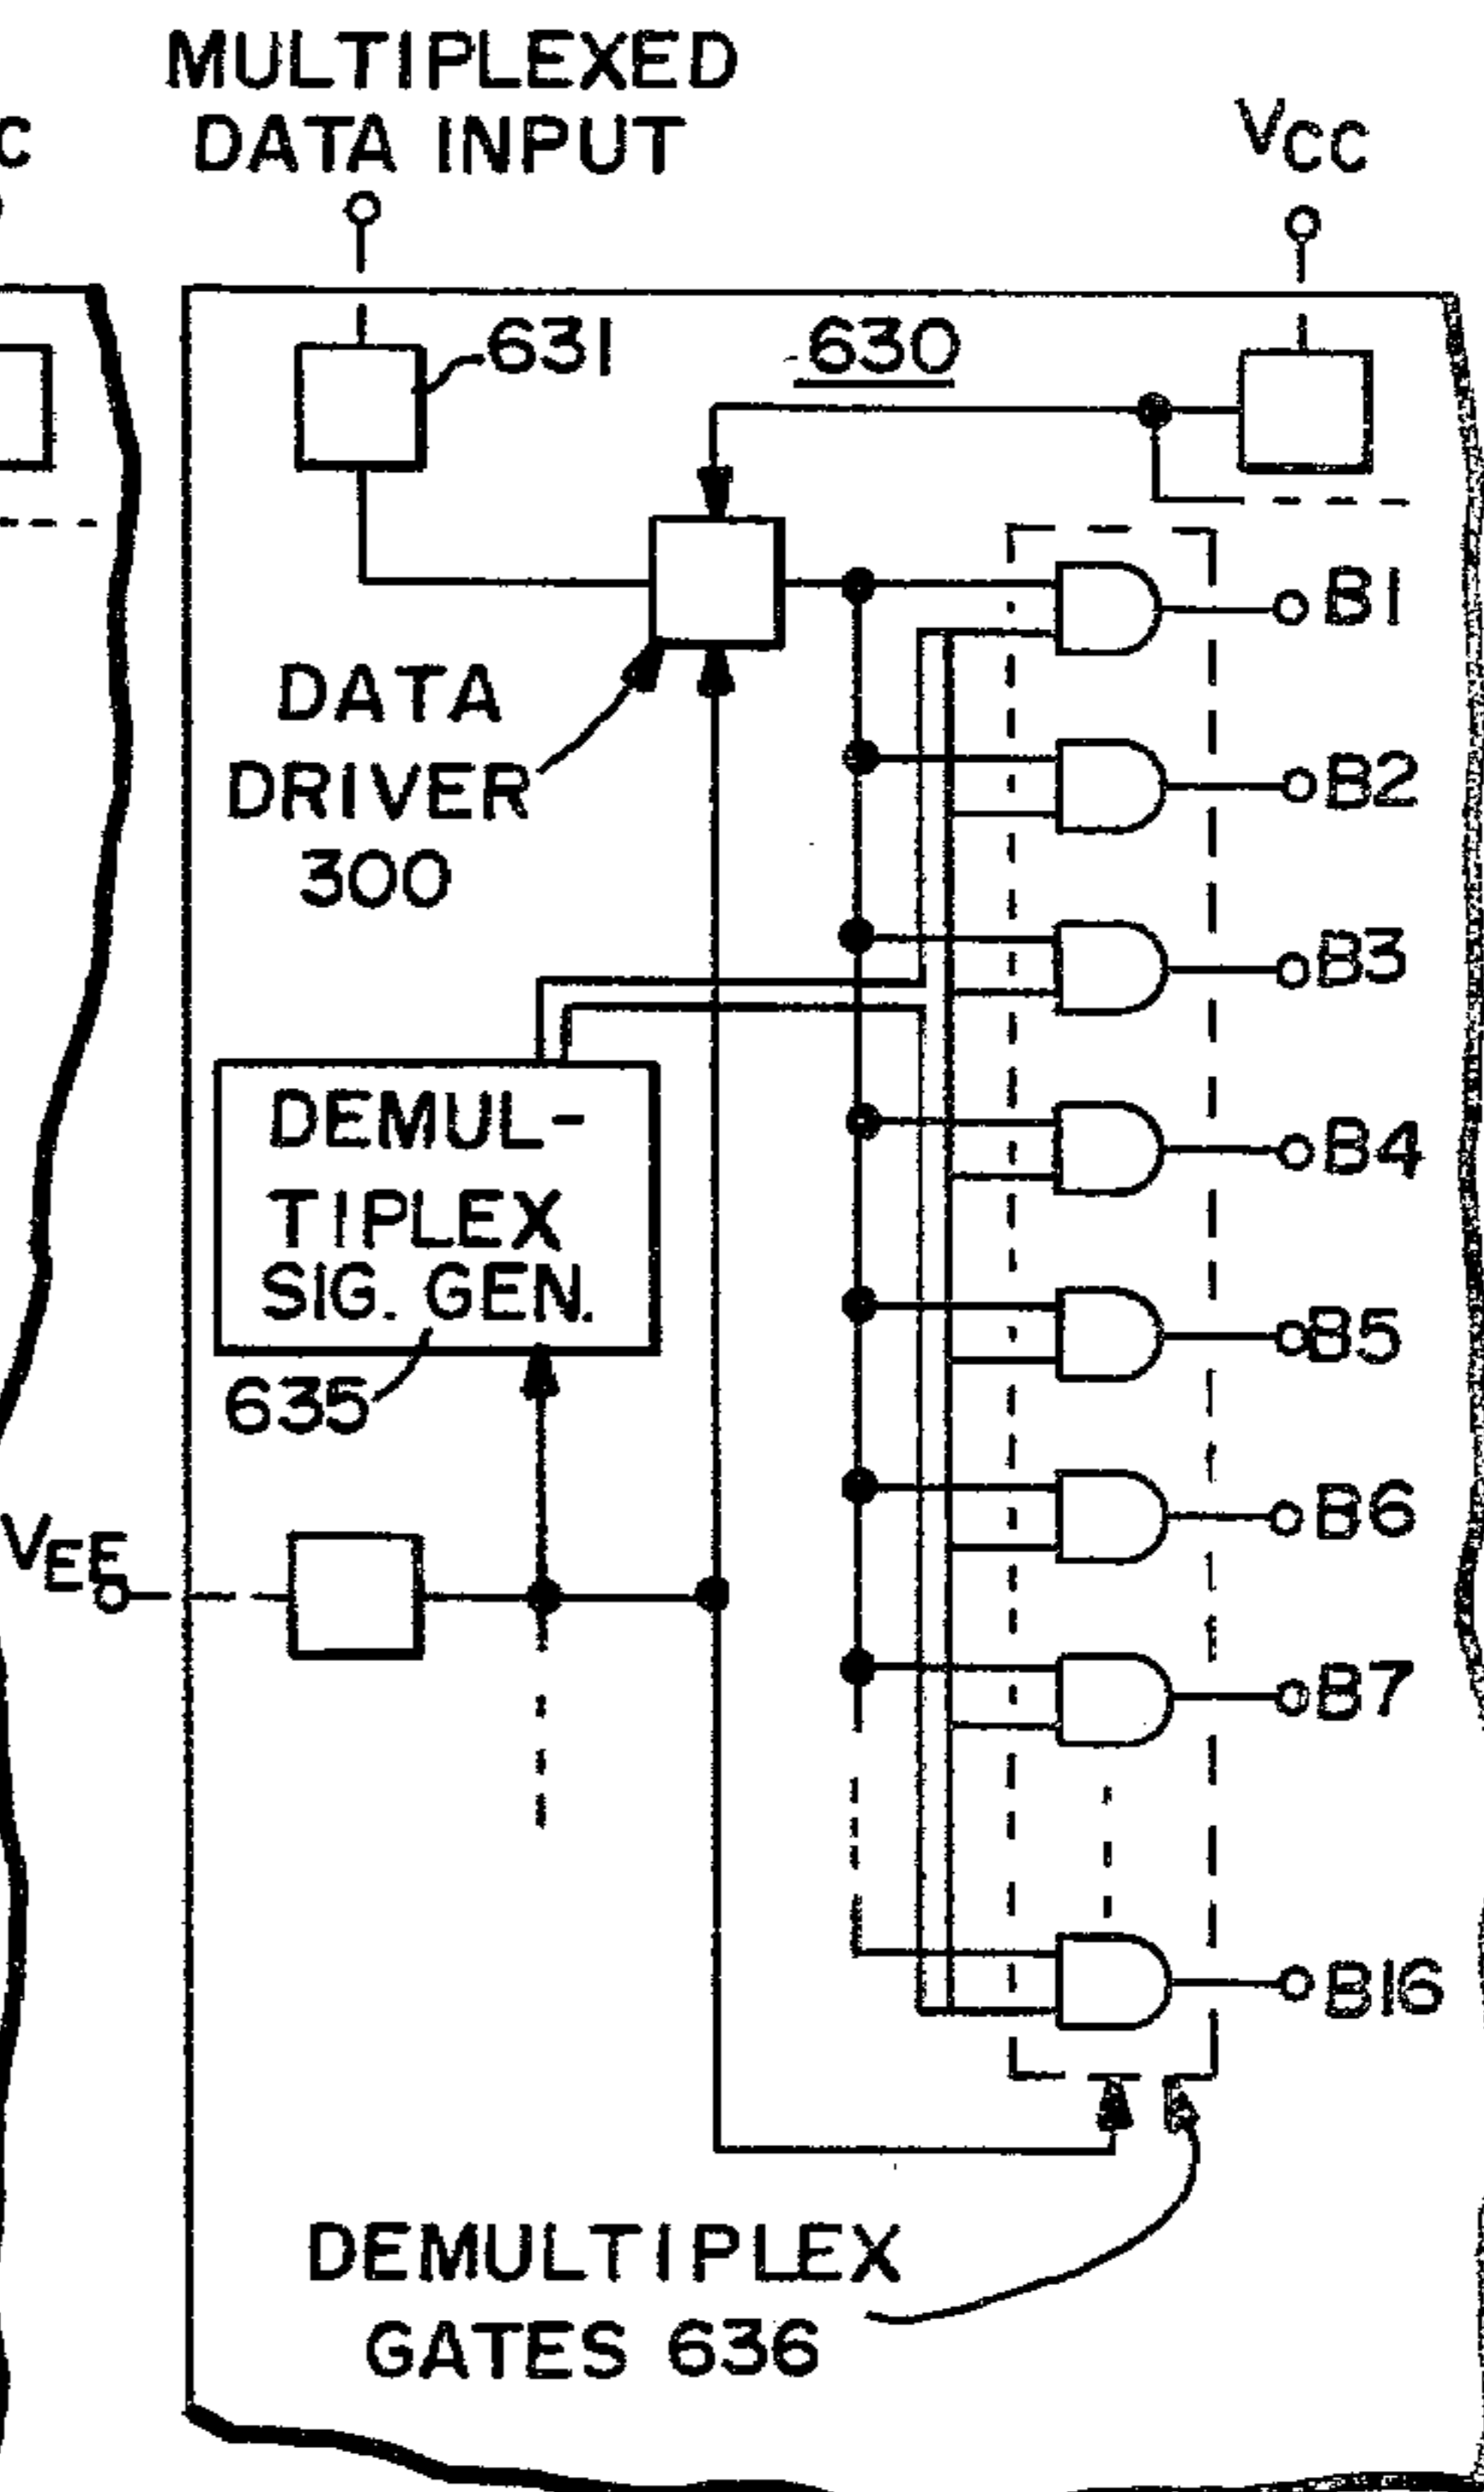 MULTIPLEXED
DATA INPUT
C
VCC
631
630
B1
DATA
DRIVER
300
B2
B3
DEMUL-
TIPLEX
SIG. GEN.
635
B4
B5
VEE
B6
B7
B16
DEMULTIPLEX
GATES 636